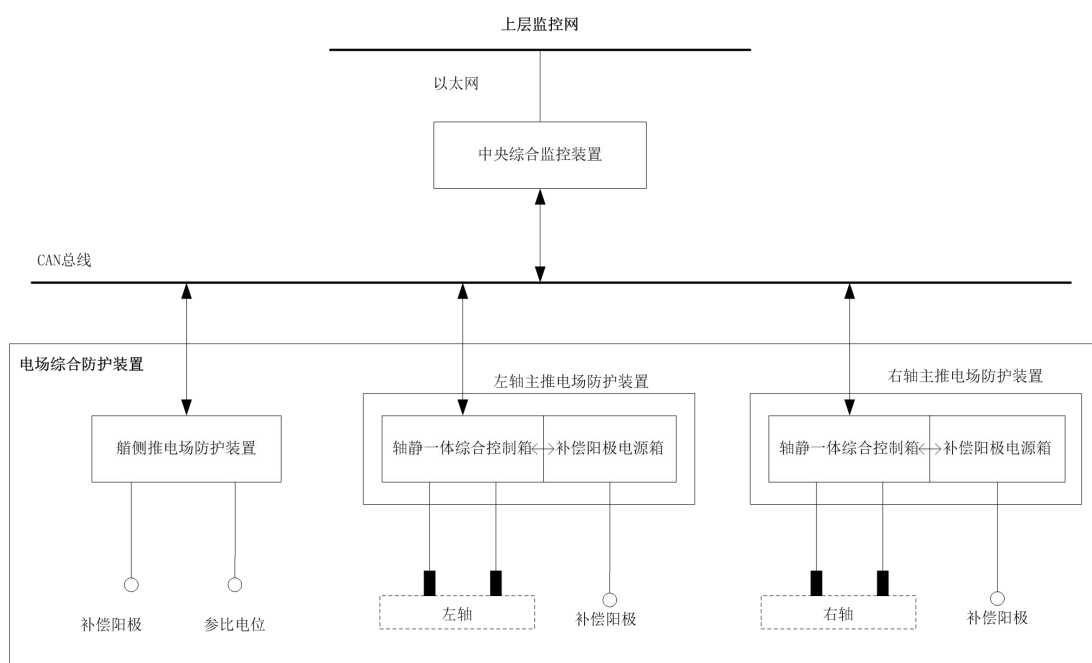 上层监控网
以太网
中央综合监控装置
CAN总线
电场综合防护装置
左轴主推电场防护装置
右轴主推电场防护装置
艏侧推电场防护装置
轴静一体综合控制箱
补偿阳极电源箱
轴静一体综合控制箱
补偿阳极电源箱
补偿阳极
参比电位
左轴
补偿阳极
右轴
补偿阳极